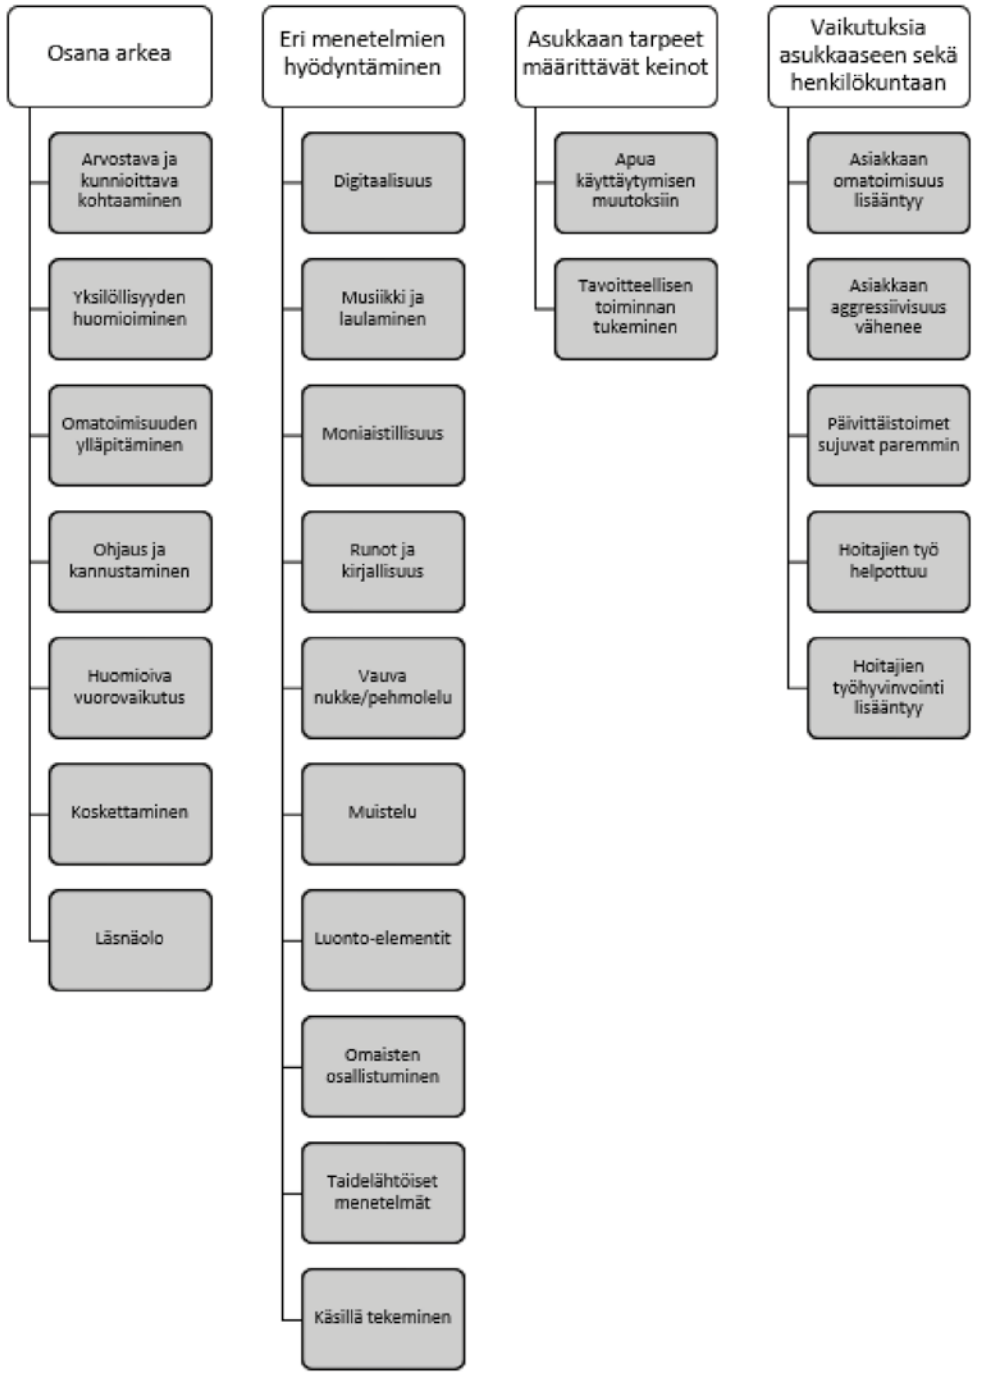 Osana arkea
Arvostava ja
kunnioittava
kohtaaminen
Yksilöllisyyden
huomioiminen
Omatoimisuuden
ylläpitäminen
Ohjaus ja
kannustaminen
Huomioiva
vuorovaikutus
Koskettaminen
Läsnäolo
Eri menetelmien
hyödyntäminen
Digitaalisuus
Musiikki ja
laulaminen
Moniaistillisuus
Runot ja
kirjallisuus
Vauva
nukke/pehmolelu
Muistelu
Luonto-elementit
Omaisten
osallistuminen
Taidelähtöiset
menetelmät
Käsillä tekeminen
Asukkaan tarpeet
määrittävät keinot
Apua
käyttäytymisen
muutoksiin
Tavoitteellisen
toiminnan
tukeminen
Vaikutuksia
asukkaaseen sekä
henkilökuntaan
Asiakkaan
omatoimisuus
lisääntyy
Asiakkaan
aggressiivisuus
vähenee
Päivittäistoimet
sujuvat paremmin
Hoitajien työ
helpottuu
Hoitajien
työhyvinvointi
lisääntyy